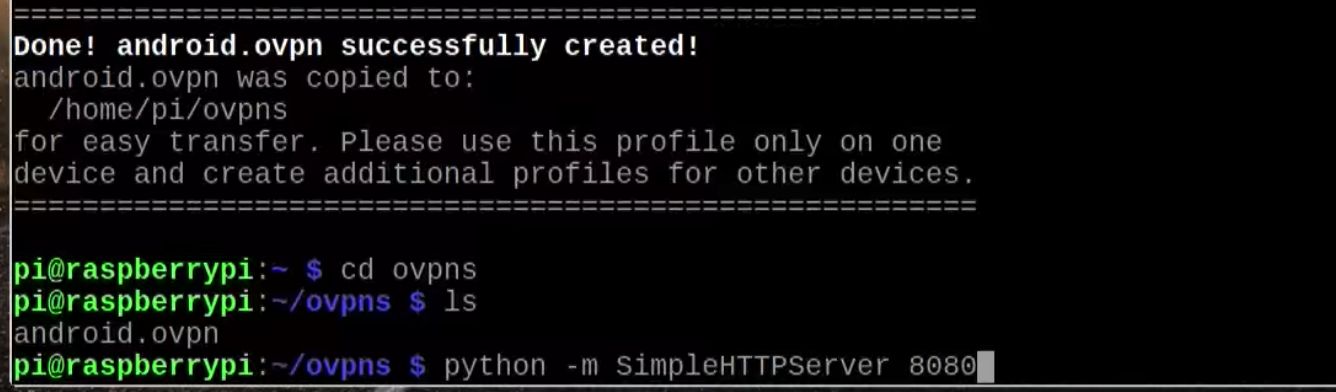 ========================================================
Done! android.ovpn successfully created!
android.ovpn was copied to:
  /home/pi/ovpns
for easy transfer. Please use this profile only on one
device and create additional profiles for other devices.
========================================================
pi@raspberrypi:~ $ cd ovpns
pi@raspberrypi:~/ovpns $ ls
android.ovpn
pi@raspberrypi:~/ovpns $ python -m SimpleHTTPServer 8080